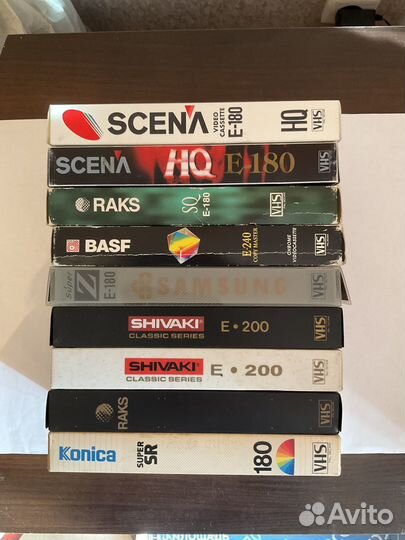 SCENA VIDEO CASSETTE E-180 HQ VHS
SCENA HQ E-180 VHS
RAKS SQ E-180 VHS
BASF E-240 COPY MASTER CHROME VIDEOCASSETTE VHS
Super Z E-180 SAMSUNG VHS
SHIVAKI CLASSIC SERIES E•200 VHS
SHIVAKI CLASSIC SERIES E•200 VHS
RAKS VHS
Konica SUPER SR 180 VHS
Avito